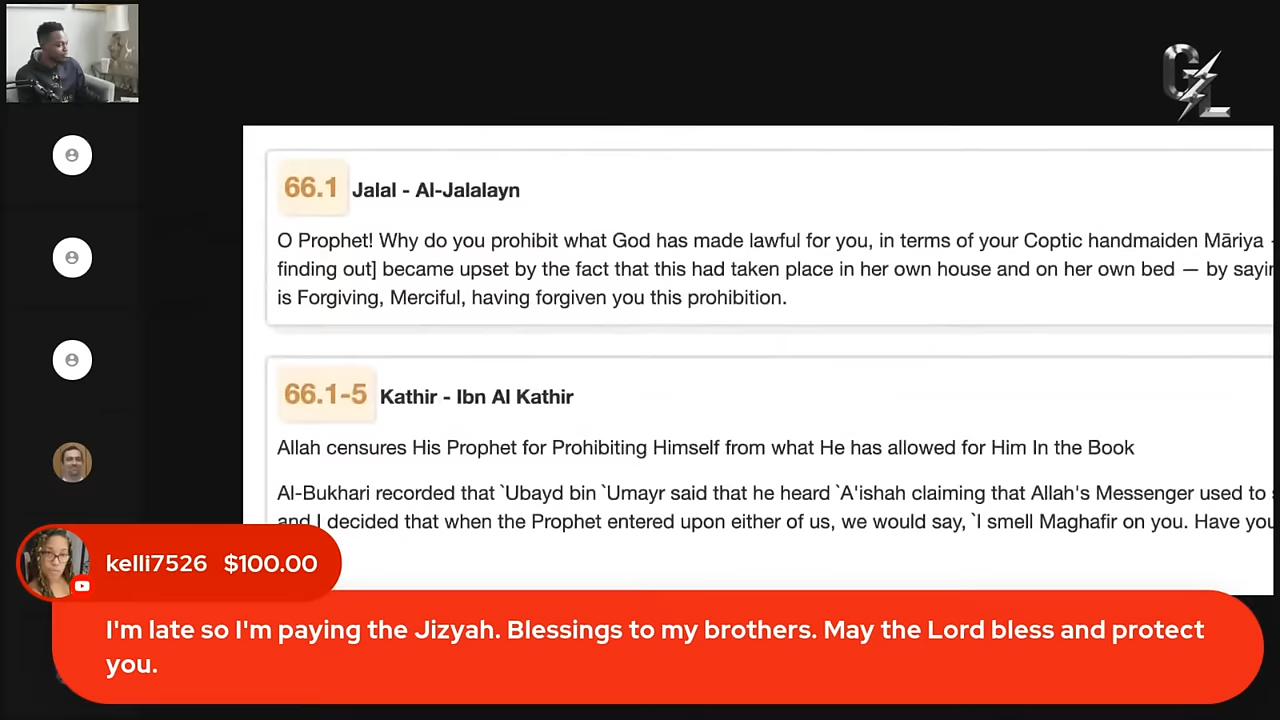 GL
66.1 Jalal - Al-Jalalayn
O Prophet! Why do you prohibit what God has made lawful for you, in terms of your Coptic handmaiden Māriya
finding out] became upset by the fact that this had taken place in her own house and on her own bed — by
is Forgiving, Merciful, having forgiven you this prohibition.
66.1-5 Kathir - Ibn Al Kathir
Allah censures His Prophet for Prohibiting Himself from what He has allowed for Him In the Book
Al-Bukhari recorded that `Ubayd bin `Umayr said that he heard `A'ishah claiming that Allah's Messenger used to
and I decided that when the Prophet entered upon either of us, we would say, `I smell Maghafir on you. Have you
kelli7526 $100.00
I'm late so I'm paying the Jizyah. Blessings to my brothers. May the Lord bless and protect
you.